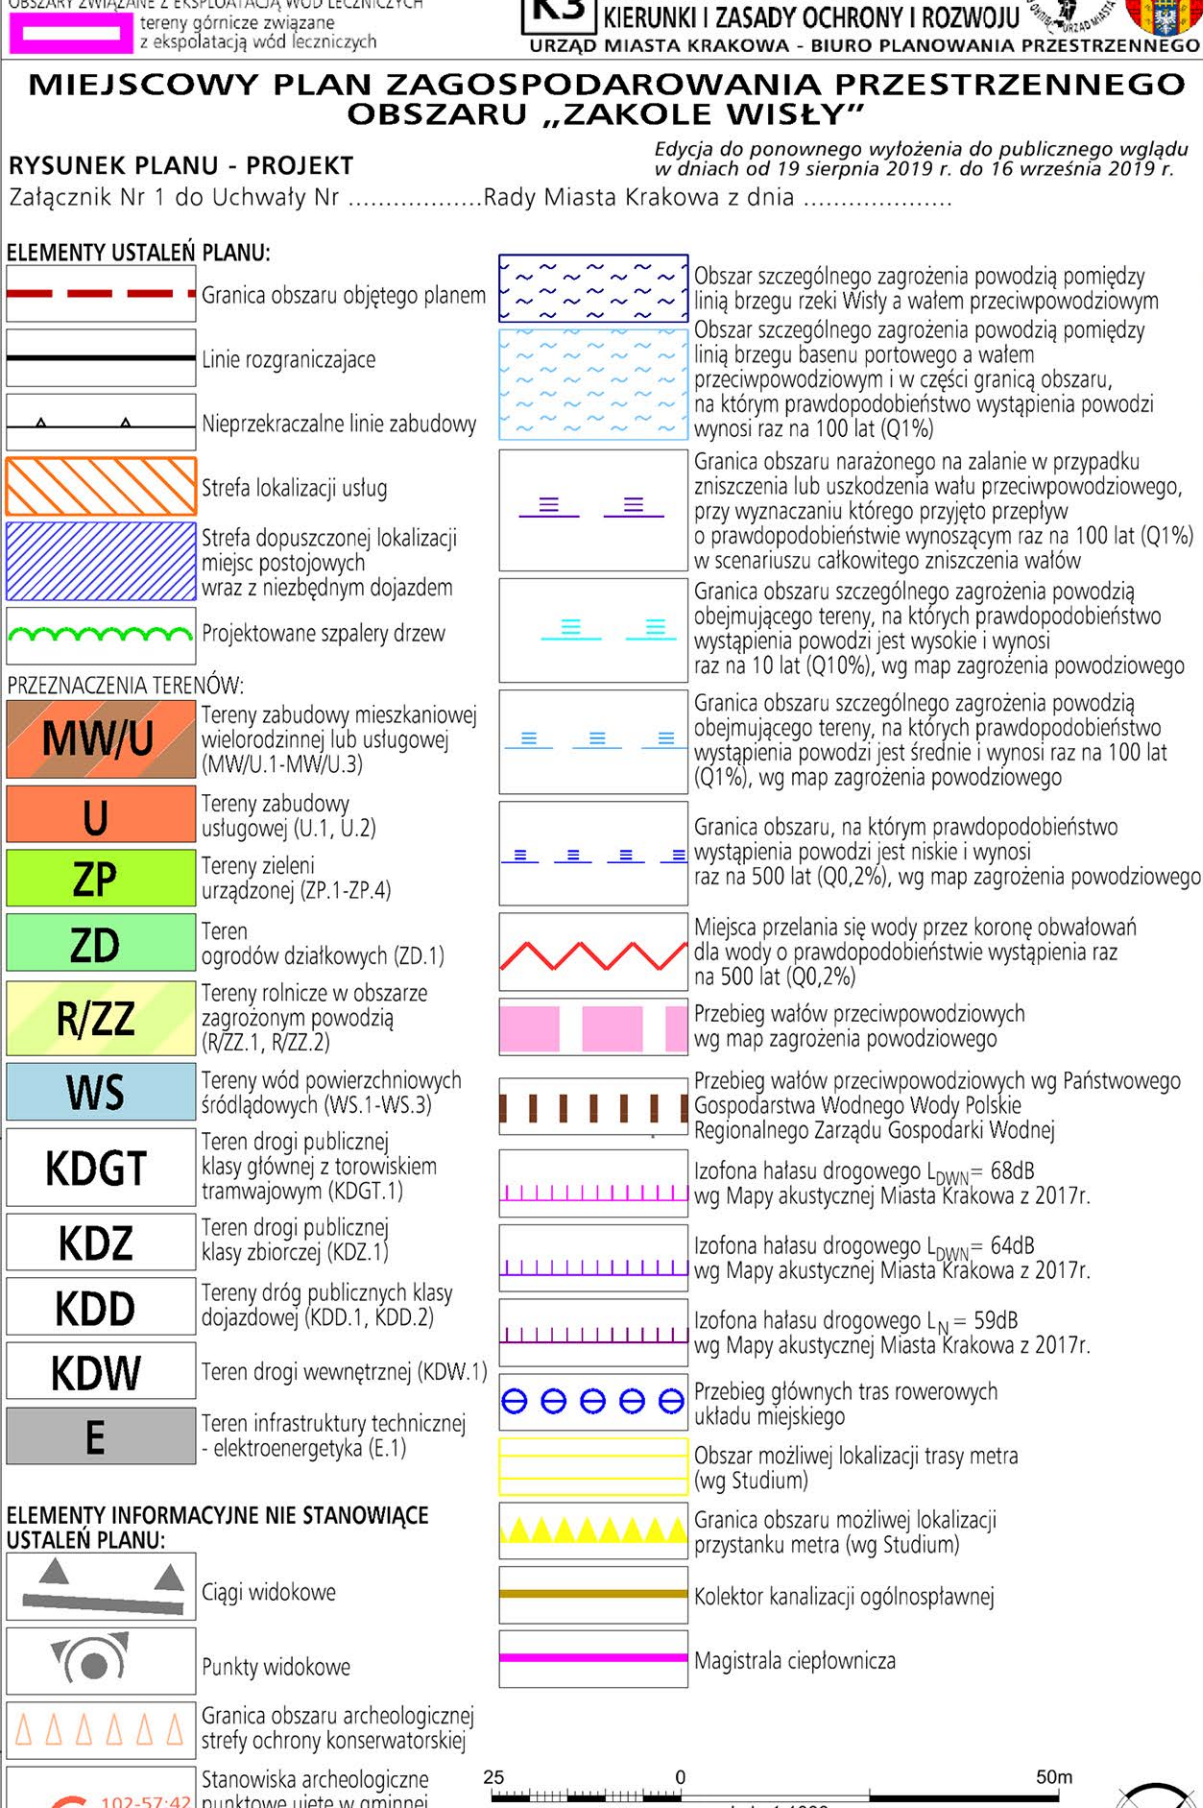 OBSZARY ZWIĄZANE Z EKSPLOATACJĄ WÓD LECZNICZYCH
tereny górnicze związane
z ekspolatacją wód leczniczych
K3
KIERUNKI I ZASADY OCHRONY I ROZWOJU
URZĄD MIASTA KRAKOWA - BIURO PLANOWANIA PRZESTRZENNEGO
MIEJSCOWY PLAN ZAGOSPODAROWANIA PRZESTRZENNEGO
OBSZARU „ZAKOLE WISŁY”
RYSUNEK PLANU - PROJEKT
Edycja do ponownego wyłożenia do publicznego wglądu
w dniach od 19 sierpnia 2019 r. do 16 września 2019 r.
Załącznik Nr 1 do Uchwały Nr ..................Rady Miasta Krakowa z dnia ....................
ELEMENTY USTALEŃ PLANU:
Granica obszaru objętego planem
Linie rozgraniczajace
Nieprzekraczalne linie zabudowy
Strefa lokalizacji usług
Strefa dopuszczonej lokalizacji
miejsc postojowych
wraz z niezbędnym dojazdem
Projektowane szpalery drzew
PRZEZNACZENIA TERENÓW:
MW/U
Tereny zabudowy mieszkaniowej
wielorodzinnej lub usługowej
(MW/U.1-MW/U.3)
U
Tereny zabudowy
usługowej (U.1, U.2)
ZP
Tereny zieleni
urządzonej (ZP.1-ZP.4)
ZD
Teren
ogrodów działkowych (ZD.1)
R/ZZ
Tereny rolnicze w obszarze
zagrożonym powodzią
(R/ZZ.1, R/ZZ.2)
WS
Tereny wód powierzchniowych
śródlądowych (WS.1-WS.3)
KDGT
Teren drogi publicznej
klasy głównej z torowiskiem
tramwajowym (KDGT.1)
KDZ
Teren drogi publicznej
klasy zbiorczej (KDZ.1)
KDD
Tereny dróg publicznych klasy
dojazdowej (KDD.1, KDD.2)
KDW
Teren drogi wewnętrznej (KDW.1)
E
Teren infrastruktury technicznej
- elektroenergetyka (E.1)
ELEMENTY INFORMACYJNE NIE STANOWIĄCE
USTALEŃ PLANU:
Ciągi widokowe
Punkty widokowe
Granica obszaru archeologicznej
strefy ochrony konserwatorskiej
102-57:42
Stanowiska archeologiczne
punktowe ujęte w gminnej
Obszar szczególnego zagrożenia powodzią pomiędzy
linią brzegu rzeki Wisły a wałem przeciwpowodziowym
Obszar szczególnego zagrożenia powodzią pomiędzy
linią brzegu basenu portowego a wałem
przeciwpowodziowym i w części granicą obszaru,
na którym prawdopodobieństwo wystąpienia powodzi
wynosi raz na 100 lat (Q1%)
Granica obszaru narażonego na zalanie w przypadku
zniszczenia lub uszkodzenia wału przeciwpowodziowego,
przy wyznaczaniu którego przyjęto przepływ
o prawdopodobieństwie wynoszącym raz na 100 lat (Q1%)
w scenariuszu całkowitego zniszczenia wałów
Granica obszaru szczególnego zagrożenia powodzią
obejmującego tereny, na których prawdopodobieństwo
wystąpienia powodzi jest wysokie i wynosi
raz na 10 lat (Q10%), wg map zagrożenia powodziowego
Granica obszaru szczególnego zagrożenia powodzią
obejmującego tereny, na których prawdopodobieństwo
wystąpienia powodzi jest średnie i wynosi raz na 100 lat
(Q1%), wg map zagrożenia powodziowego
Granica obszaru, na którym prawdopodobieństwo
wystąpienia powodzi jest niskie i wynosi
raz na 500 lat (Q0,2%), wg map zagrożenia powodziowego
Miejsca przelania się wody przez koronę obwałowań
dla wody o prawdopodobieństwie wystąpienia raz
na 500 lat (Q0,2%)
Przebieg wałów przeciwpowodziowych
wg map zagrożenia powodziowego
Przebieg wałów przeciwpowodziowych wg Państwowego
Gospodarstwa Wodnego Wody Polskie
Regionalnego Zarządu Gospodarki Wodnej
Izofona hałasu drogowego LDWN= 68dB
wg Mapy akustycznej Miasta Krakowa z 2017r.
Izofona hałasu drogowego LDWN= 64dB
wg Mapy akustycznej Miasta Krakowa z 2017r.
Izofona hałasu drogowego LN= 59dB
wg Mapy akustycznej Miasta Krakowa z 2017r.
Przebieg głównych tras rowerowych
układu miejskiego
Obszar możliwej lokalizacji trasy metra
(wg Studium)
Granica obszaru możliwej lokalizacji
przystanku metra (wg Studium)
Kolektor kanalizacji ogólnospławnej
Magistrala ciepłownicza
25 0 50m